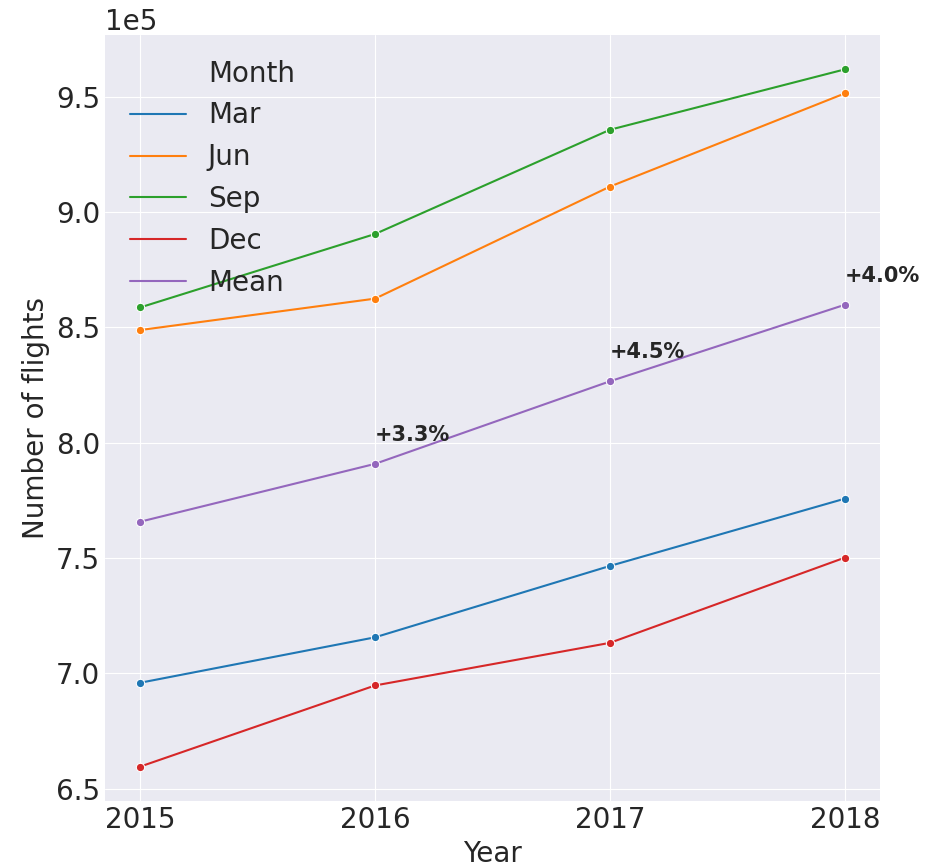 1e5
Month
Mar
Jun
Sep
Dec
Mean
9.5
9.0
8.5
8.0
7.5
7.0
6.5
+3.3%
+4.5%
+4.0%
Number of flights
2015 2016 2017 2018
Year